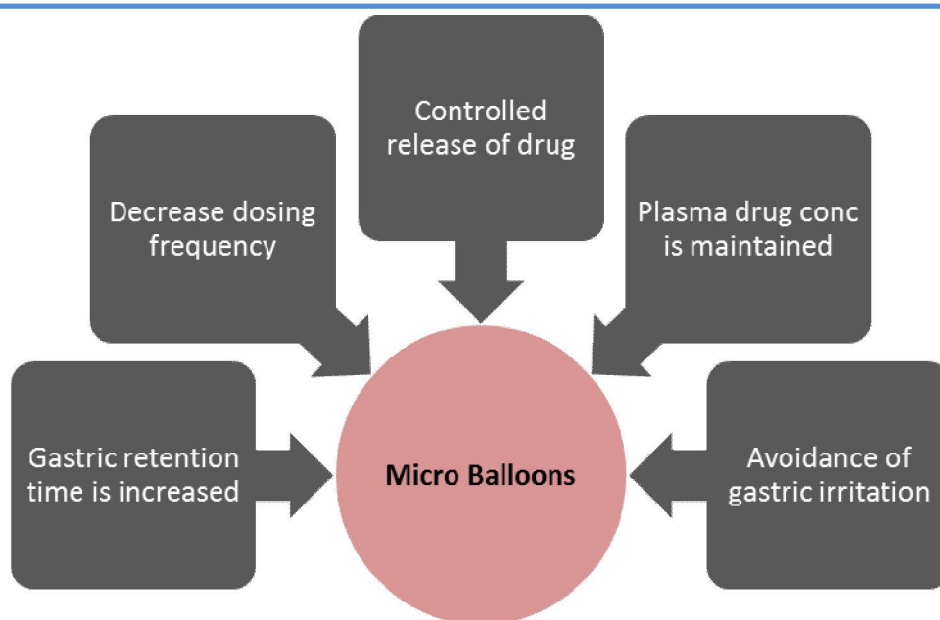 Controlled
release of drug
Decrease dosing
frequency
Plasma drug conc
is maintained
Gastric retention
time is increased
Micro Balloons
Avoidance of
gastric irritation